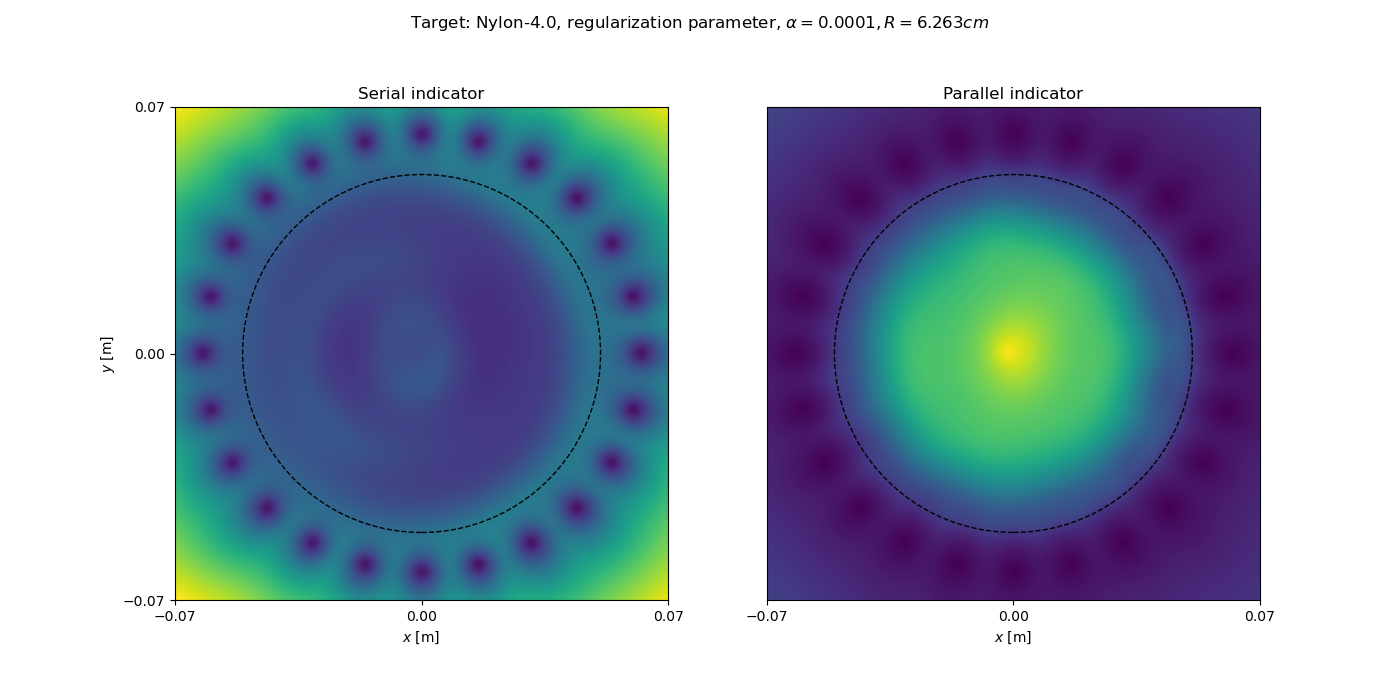 Target: Nylon-4.0, regularization parameter, α = 0.0001, R = 6.263cm
Serial indicator
Parallel indicator
0.07
0.00
−0.07
y [m]
−0.07
0.00
0.07
−0.07
0.00
0.07
x [m]
x [m]